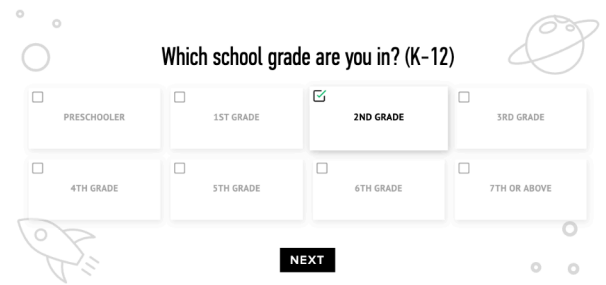 Which school grade are you in? (K-12)
PRESCHOOLER
1ST GRADE
2ND GRADE
3RD GRADE
4TH GRADE
5TH GRADE
6TH GRADE
7TH OR ABOVE
NEXT